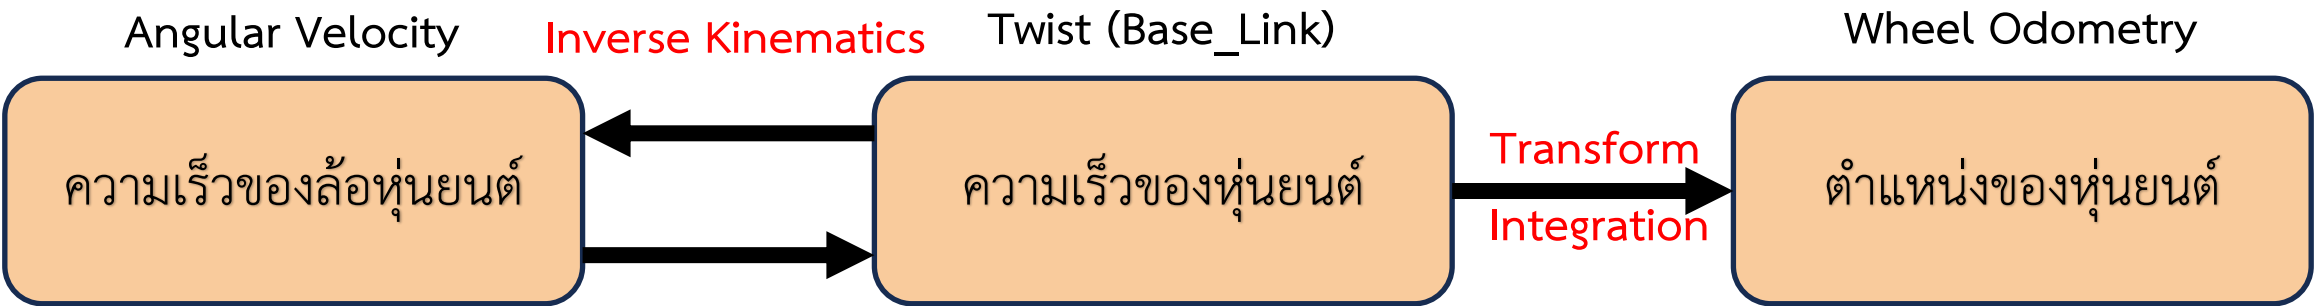 Angular Velocity
Inverse Kinematics
Twist (Base_Link)
Wheel Odometry
ความเร็วของล้อหุ่นยนต์
ความเร็วของหุ่นยนต์
Transform
Integration
ตำแหน่งของหุ่นยนต์